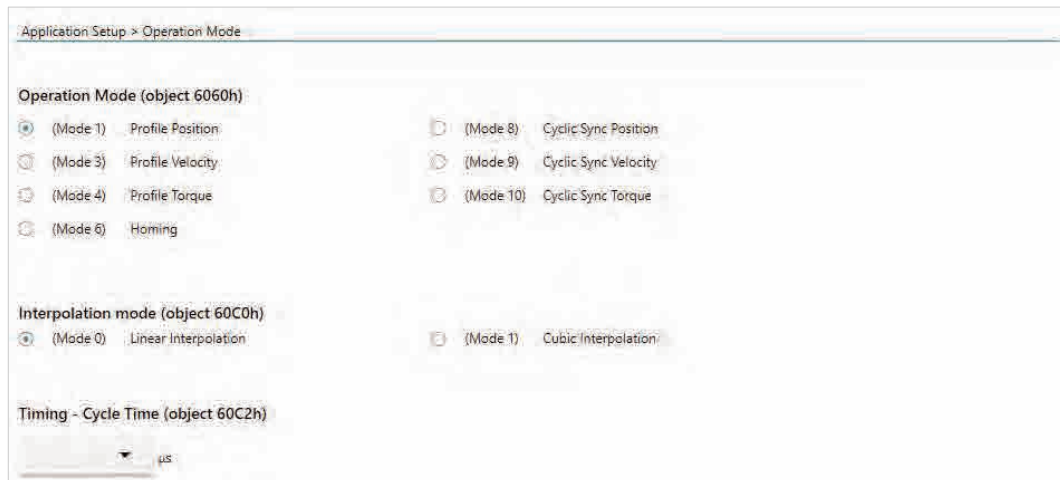 Application Setup > Operation Mode
Operation Mode (object 6060h)
(Mode 1) Profile Position (Mode 8) Cyclic Sync Position
(Mode 3) Profile Velocity (Mode 9) Cyclic Sync Velocity
(Mode 4) Profile Torque (Mode 10) Cyclic Sync Torque
(Mode 6) Homing
Interpolation mode (object 60C0h)
(Mode 0) Linear Interpolation (Mode 1) Cubic Interpolation
Timing - Cycle Time (object 60C2h)
µs